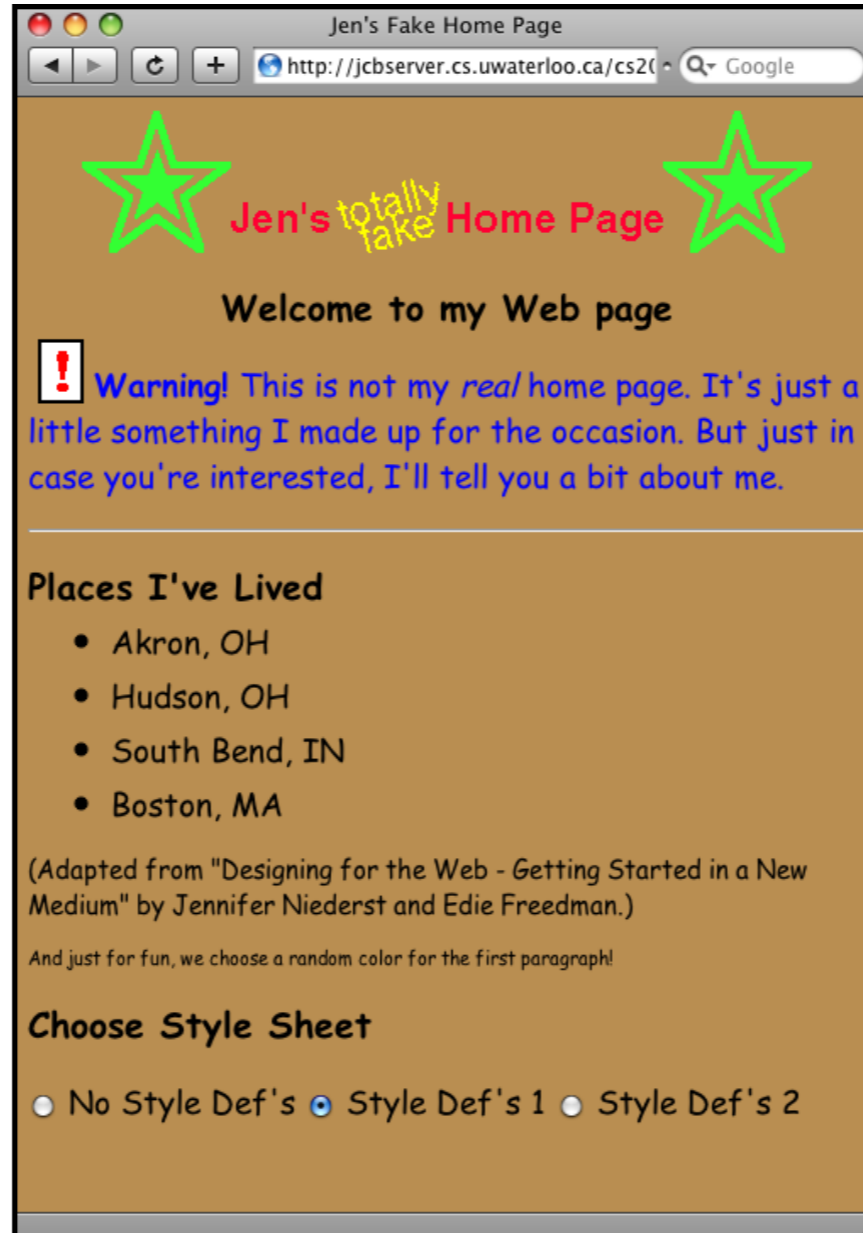 Jen's Fake Home Page
http://jcbserver.cs.uwaterloo.ca/cs2(
Google
Jen's totally fake Home Page
Welcome to my Web page
! Warning! This is not my real home page. It's just a
little something I made up for the occasion. But just in
case you're interested, I'll tell you a bit about me.
Places I've Lived
• Akron, OH
• Hudson, OH
• South Bend, IN
• Boston, MA
(Adapted from "Designing for the Web - Getting Started in a New
Medium" by Jennifer Niederst and Edie Freedman.)
And just for fun, we choose a random color for the first paragraph!
Choose Style Sheet
No Style Def's Style Def's 1 Style Def's 2